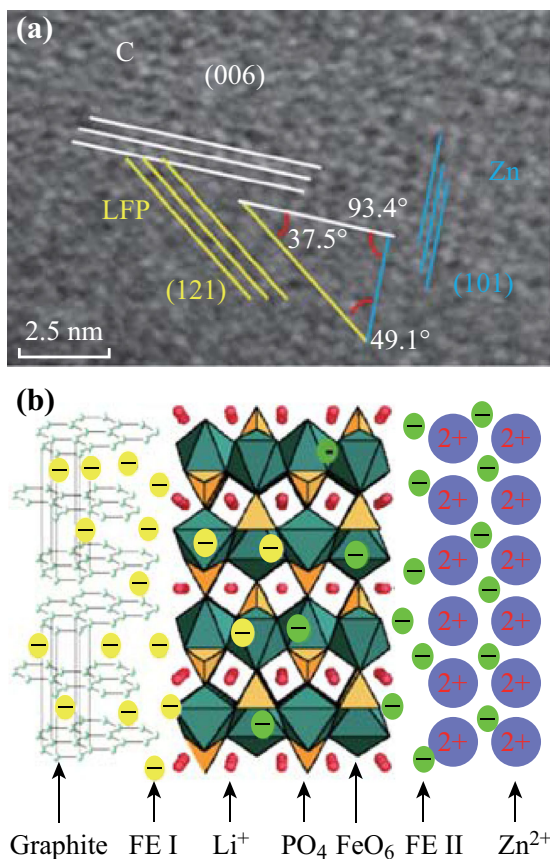 (a)
C
(006)
Zn
LFP
93.4°
37.5°
(121)
(101)
2.5 nm
49.1°
(b)
2+ 2+
2+ 2+
2+ 2+
2+ 2+
2+ 2+
2+ 2+
Graphite FE I Li⁺ PO₄ FeO₆ FE II Zn²⁺